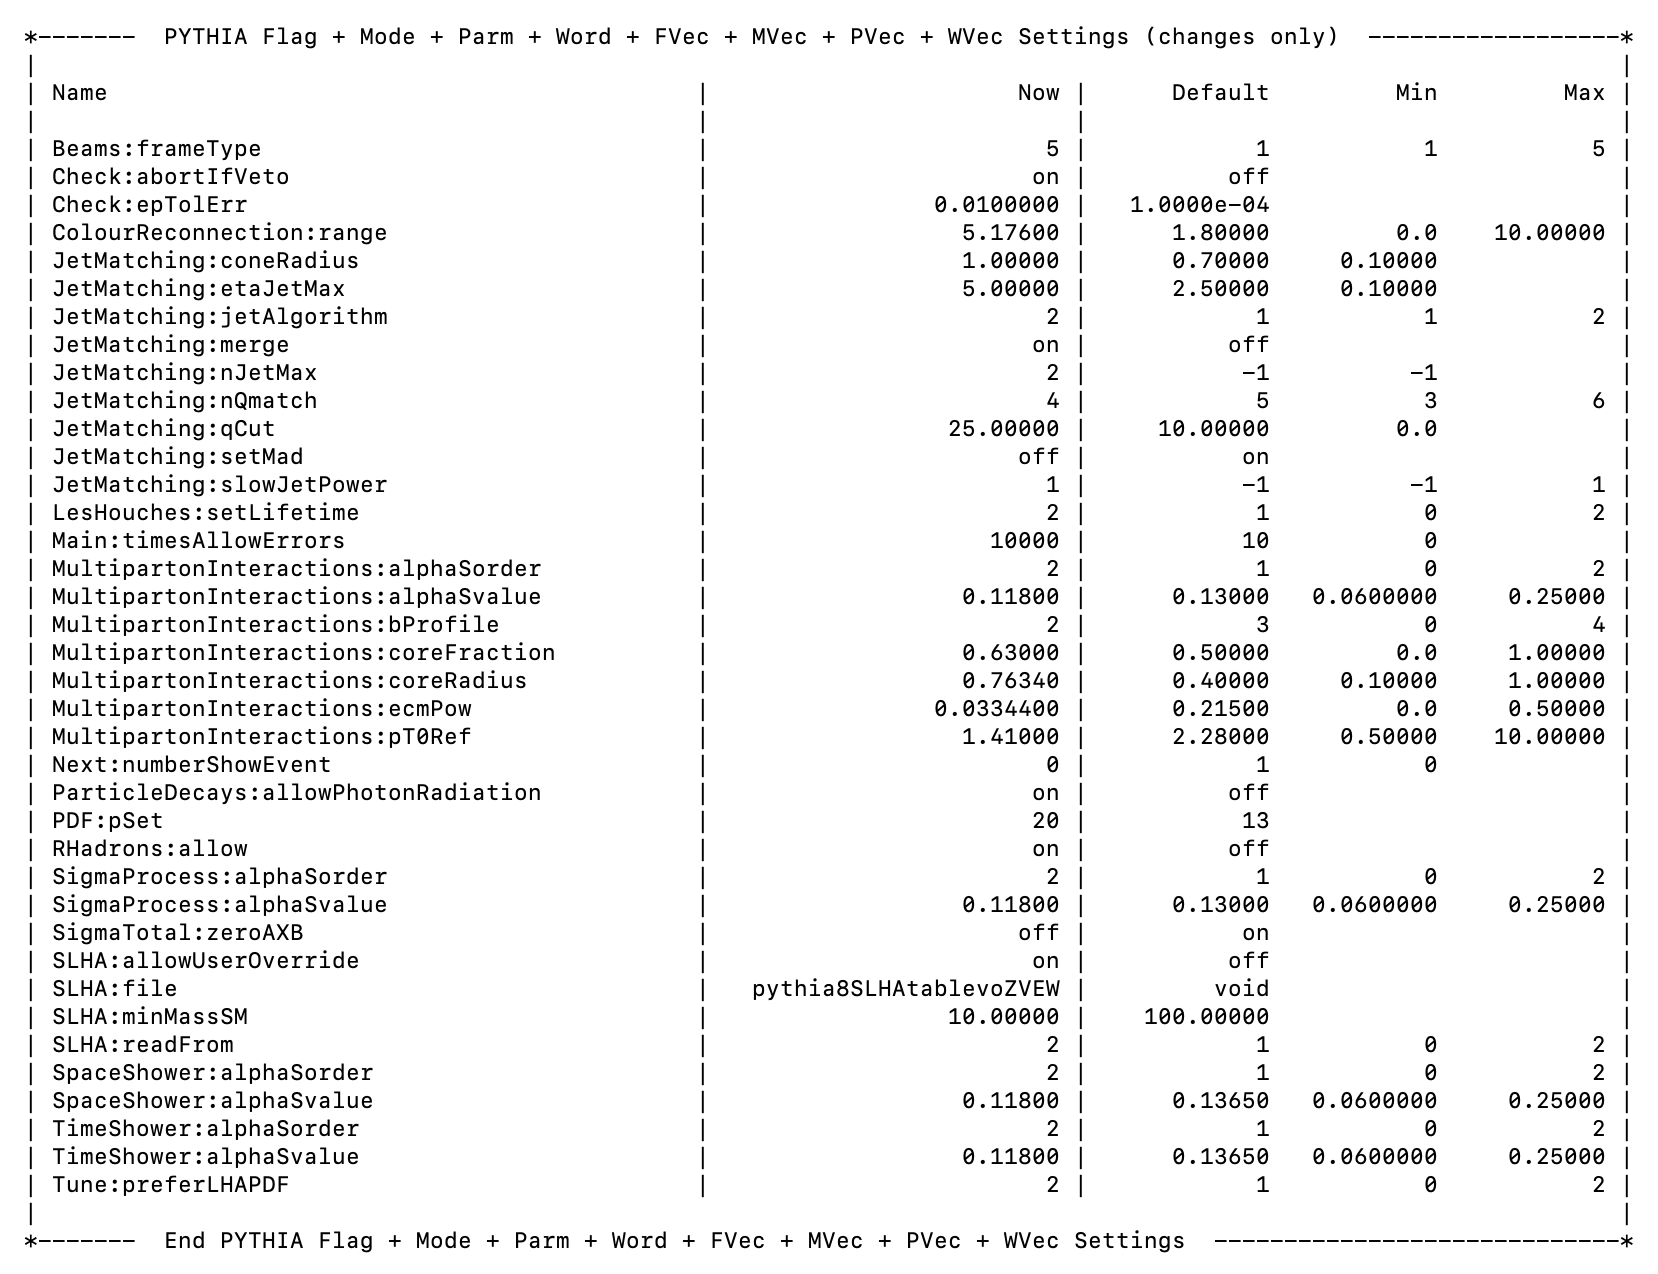 *-------  PYTHIA Flag + Mode + Parm + Word + FVec + MVec + PVec + WVec Settings (changes only)  ------------------*
|                                                                                                                  |
| Name                                          |                      Now |      Default         Min         Max |
|                                               |                          |                                      |
| Beams:frameType                               |                        5 |            1           1           5 |
| Check:abortIfVeto                             |                       on |          off                         |
| Check:epTolErr                                |                0.0100000 |   1.0000e-04                         |
| ColourReconnection:range                      |                  5.17600 |      1.80000         0.0    10.00000 |
| JetMatching:coneRadius                        |                  1.00000 |      0.70000     0.10000             |
| JetMatching:etaJetMax                         |                  5.00000 |      2.50000     0.10000             |
| JetMatching:jetAlgorithm                      |                        2 |            1           1           2 |
| JetMatching:merge                             |                       on |          off                         |
| JetMatching:nJetMax                           |                        2 |           -1          -1             |
| JetMatching:nQmatch                           |                        4 |            5           3           6 |
| JetMatching:qCut                              |                 25.00000 |     10.00000         0.0             |
| JetMatching:setMad                            |                      off |           on                         |
| JetMatching:slowJetPower                      |                        1 |           -1          -1           1 |
| LesHouches:setLifetime                        |                        2 |            1           0           2 |
| Main:timesAllowErrors                         |                    10000 |           10           0             |
| MultipartonInteractions:alphaSorder           |                        2 |            1           0           2 |
| MultipartonInteractions:alphaSvalue           |                  0.11800 |      0.13000   0.0600000     0.25000 |
| MultipartonInteractions:bProfile              |                        2 |            3           0           4 |
| MultipartonInteractions:coreFraction          |                  0.63000 |      0.50000         0.0     1.00000 |
| MultipartonInteractions:coreRadius            |                  0.76340 |      0.40000     0.10000     1.00000 |
| MultipartonInteractions:ecmPow                |                0.0334400 |      0.21500         0.0     0.50000 |
| MultipartonInteractions:pT0Ref                |                  1.41000 |      2.28000     0.50000    10.00000 |
| Next:numberShowEvent                          |                        0 |            1           0             |
| ParticleDecays:allowPhotonRadiation           |                       on |          off                         |
| PDF:pSet                                      |                       20 |           13                         |
| RHadrons:allow                                |                       on |          off                         |
| SigmaProcess:alphaSorder                      |                        2 |            1           0           2 |
| SigmaProcess:alphaSvalue                      |                  0.11800 |      0.13000   0.0600000     0.25000 |
| SigmaTotal:zeroAXB                            |                      off |           on                         |
| SLHA:allowUserOverride                        |                       on |          off                         |
| SLHA:file                                     |   pythia8SLHAtablevoZVEW |         void                         |
| SLHA:minMassSM                                |                 10.00000 |    100.00000                         |
| SLHA:readFrom                                 |                        2 |            1           0           2 |
| SpaceShower:alphaSorder                       |                        2 |            1           0           2 |
| SpaceShower:alphaSvalue                       |                  0.11800 |      0.13650   0.0600000     0.25000 |
| TimeShower:alphaSorder                        |                        2 |            1           0           2 |
| TimeShower:alphaSvalue                        |                  0.11800 |      0.13650   0.0600000     0.25000 |
| Tune:preferLHAPDF                             |                        2 |            1           0           2 |
|                                                                                                                  |
*-------  End PYTHIA Flag + Mode + Parm + Word + FVec + MVec + PVec + WVec Settings  -----------------------------*